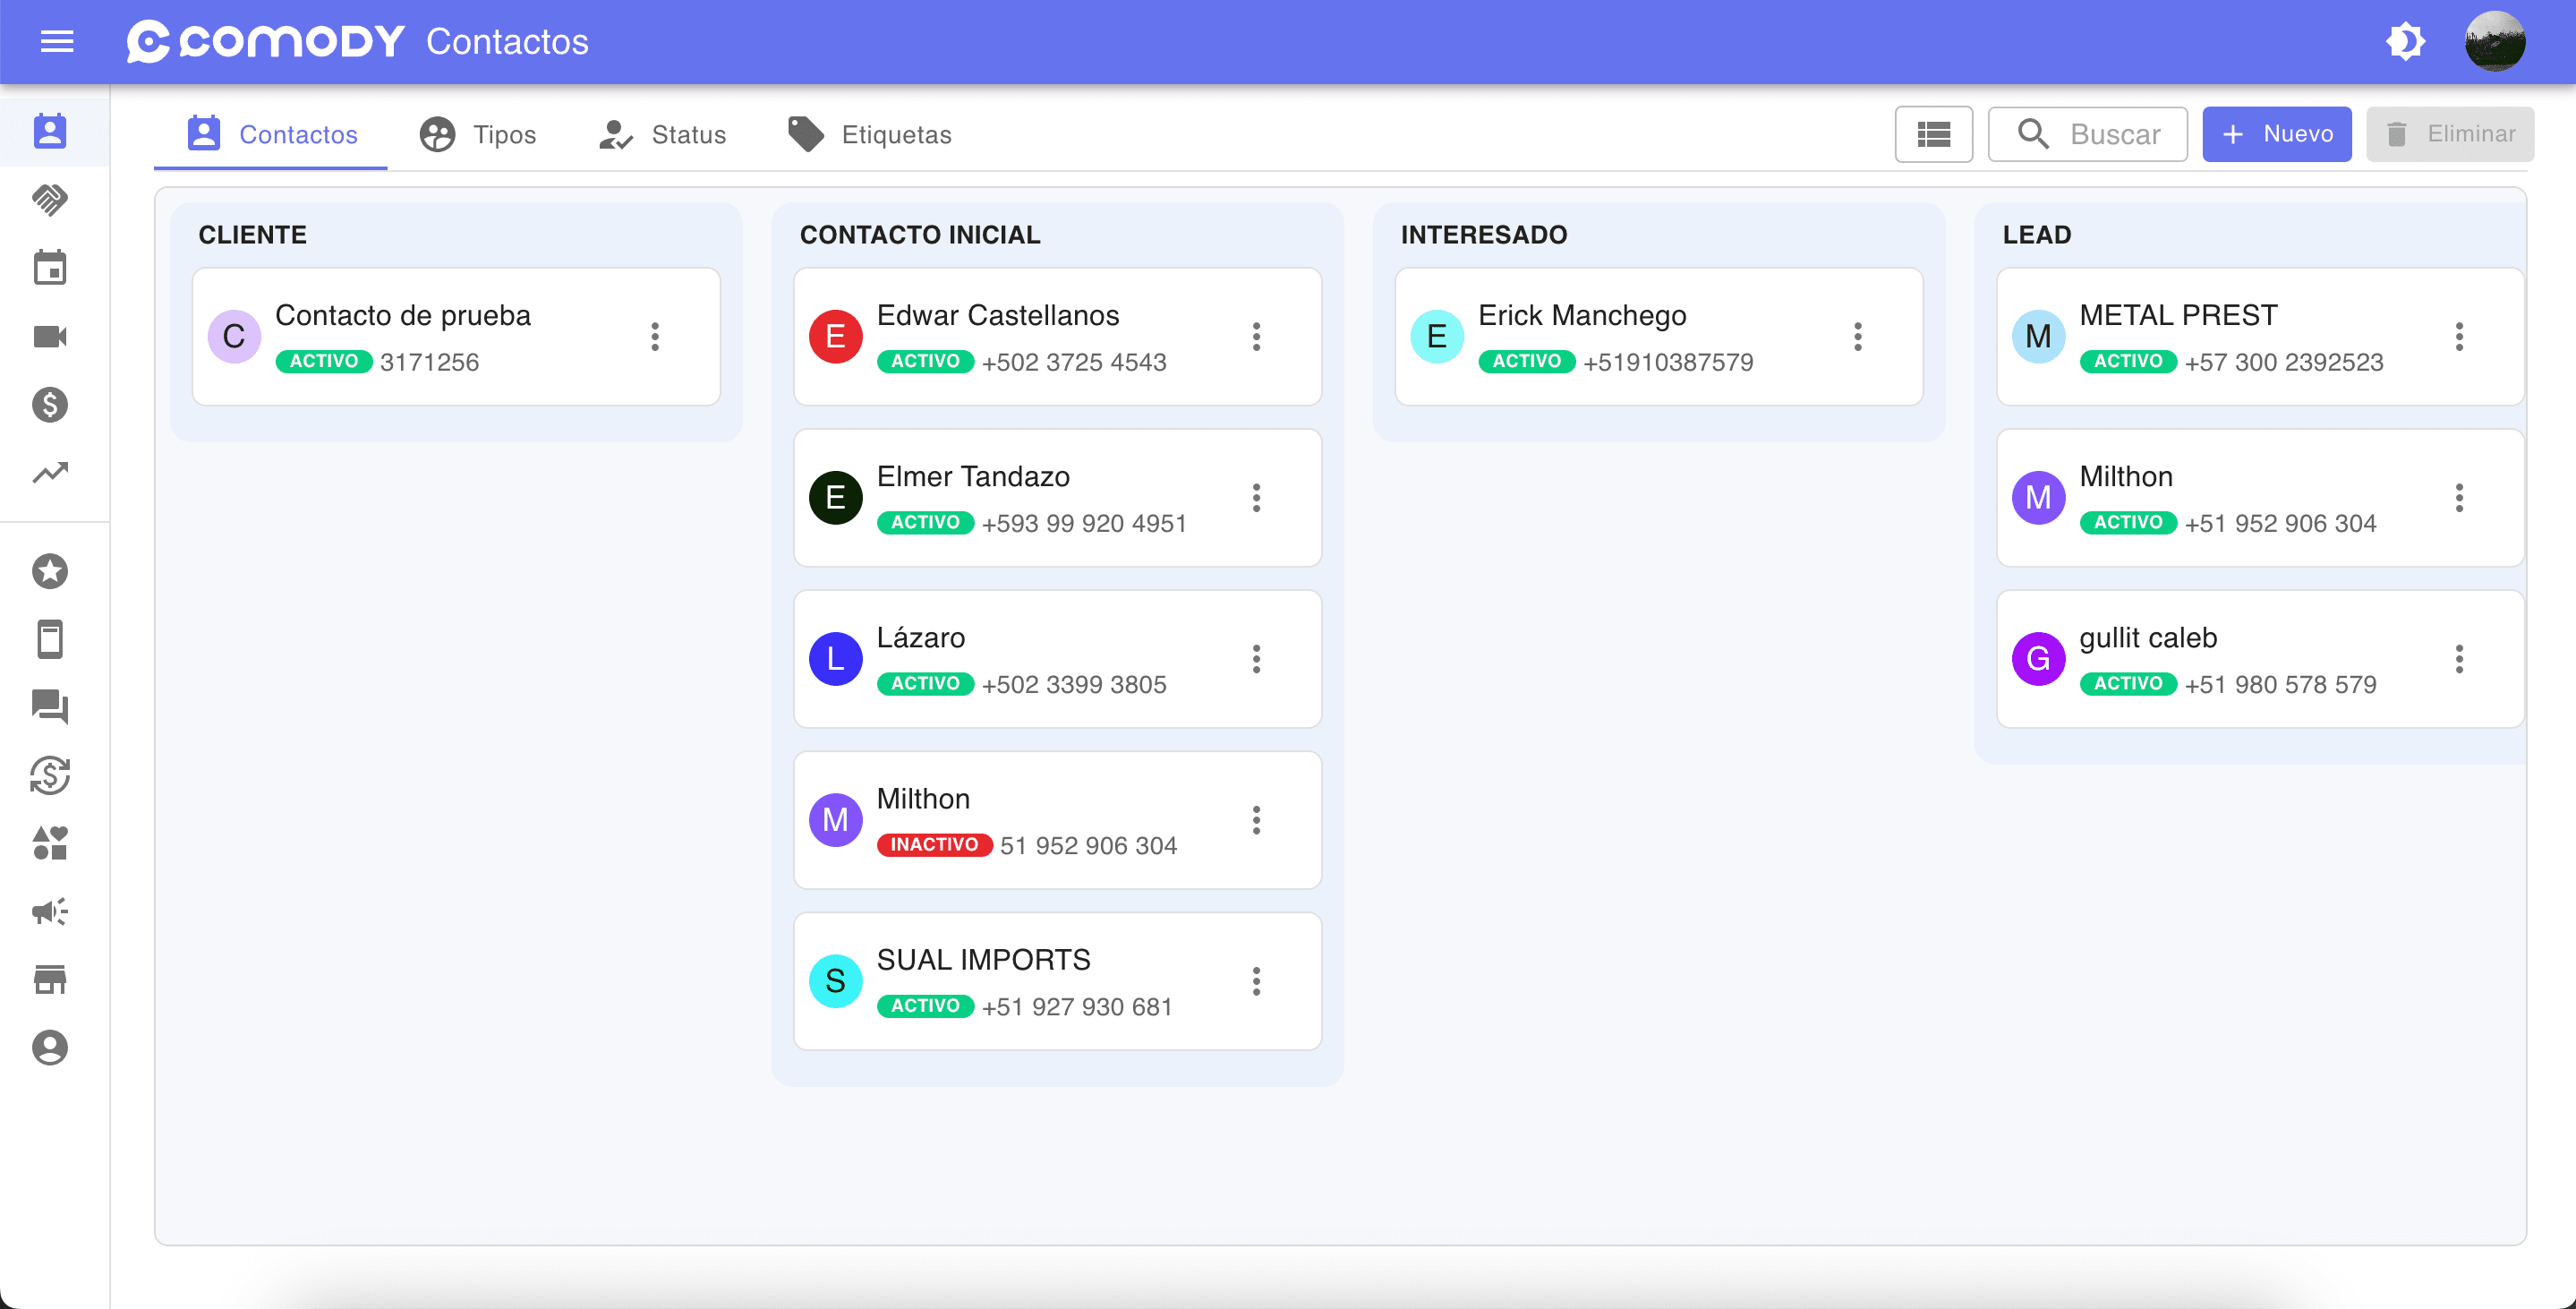 comody Contactos
Contactos Tipos Status Etiquetas Buscar + Nuevo Eliminar
CLIENTE
C Contacto de prueba
ACTIVO 3171256
CONTACTO INICIAL
E Edwar Castellanos
ACTIVO +502 3725 4543
E Elmer Tandazo
ACTIVO +593 99 920 4951
L Lázaro
ACTIVO +502 3399 3805
M Milthon
INACTIVO 51 952 906 304
S SUAL IMPORTS
ACTIVO +51 927 930 681
INTERESADO
E Erick Manchego
ACTIVO +51910387579
LEAD
M METAL PREST
ACTIVO +57 300 2392523
M Milthon
ACTIVO +51 952 906 304
G gullit caleb
ACTIVO +51 980 578 579